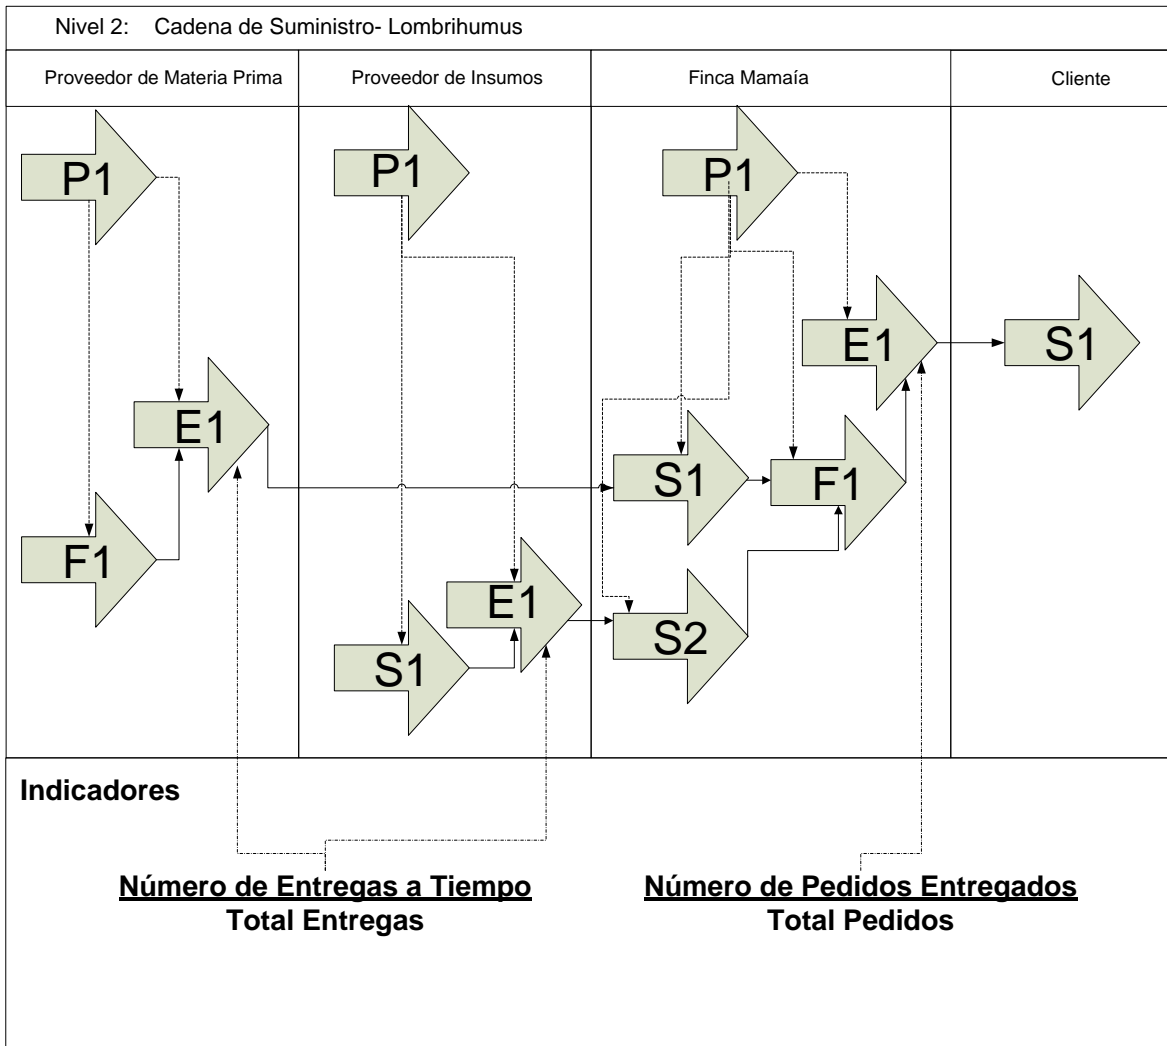 Nivel 2: Cadena de Suministro- Lombrihumus
Proveedor de Materia Prima
Proveedor de Insumos
Finca Mamaía
Cliente
P1
P1
P1
E1
S1
E1
S1
F1
F1
E1
S1
S2
Indicadores
Número de Entregas a Tiempo
Total Entregas
Número de Pedidos Entregados
Total Pedidos